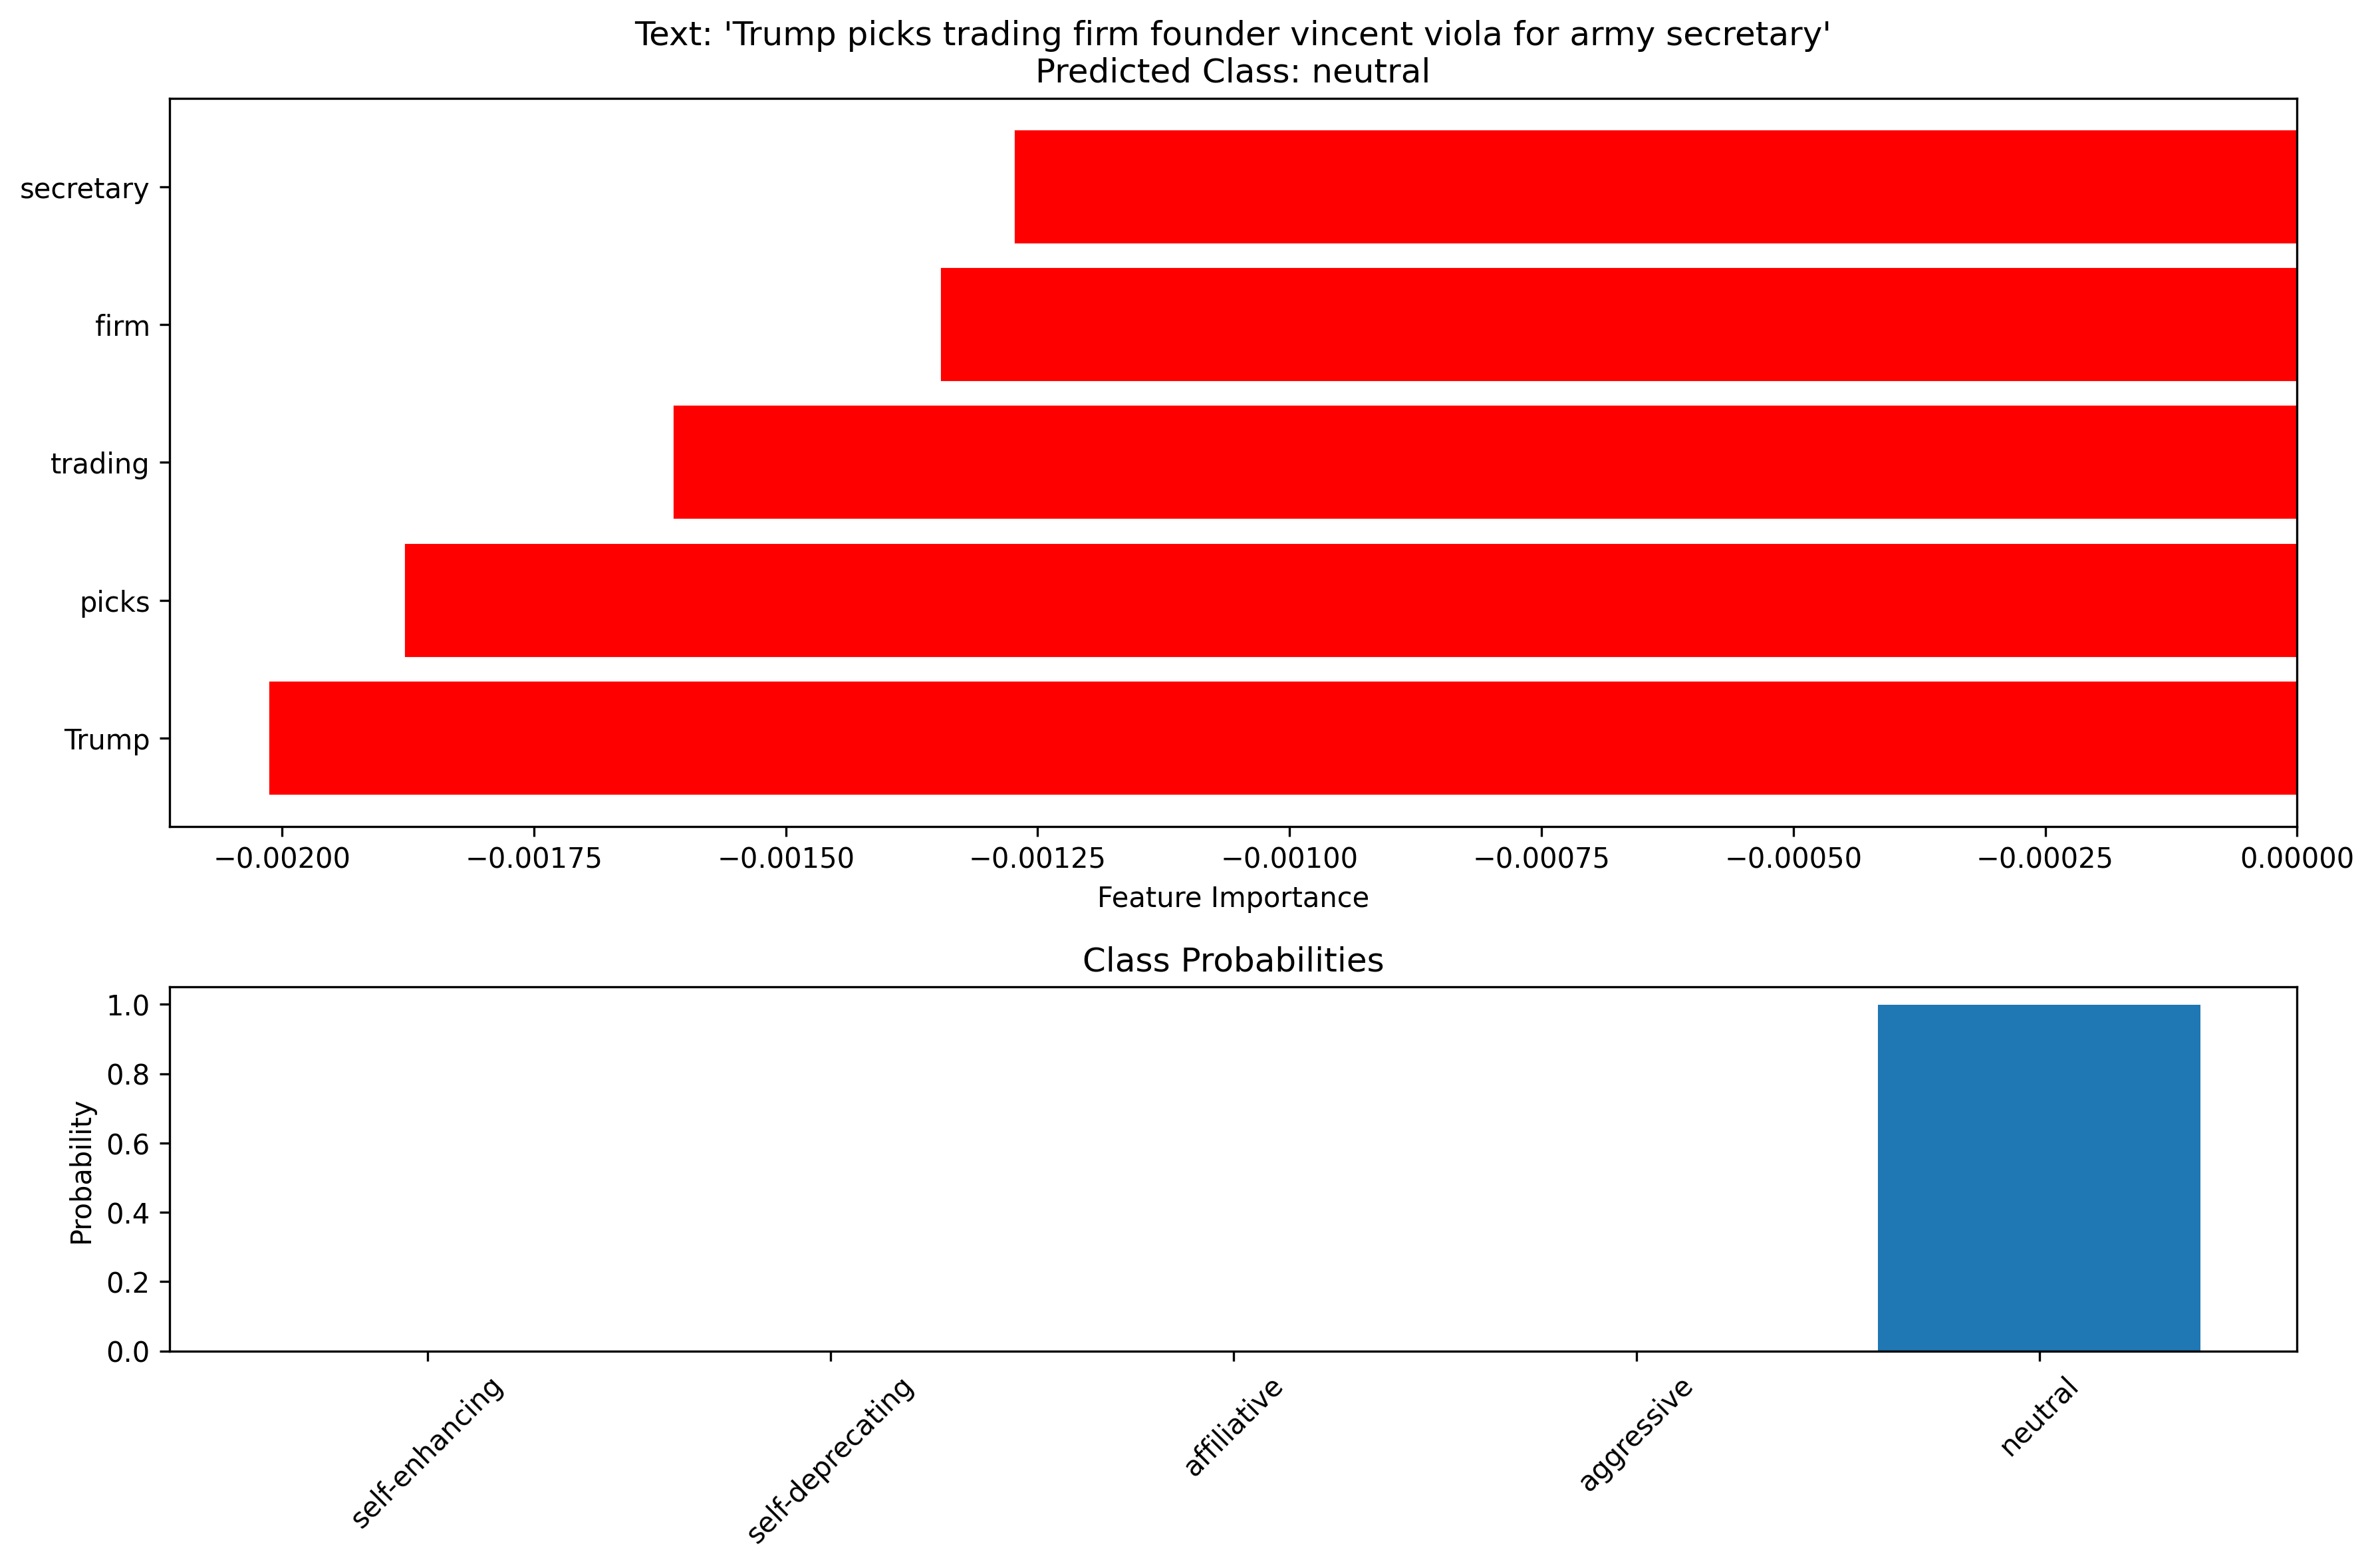 Text: 'Trump picks trading firm founder vincent viola for army secretary'
Predicted Class: neutral
secretary
firm
trading
picks
Trump
−0.00200 −0.00175 −0.00150 −0.00125 −0.00100 −0.00075 −0.00050 −0.00025 0.00000
Feature Importance
Class Probabilities
1.0
0.8
0.6
0.4
0.2
0.0
Probability
self-enhancing self-deprecating affiliative aggressive neutral